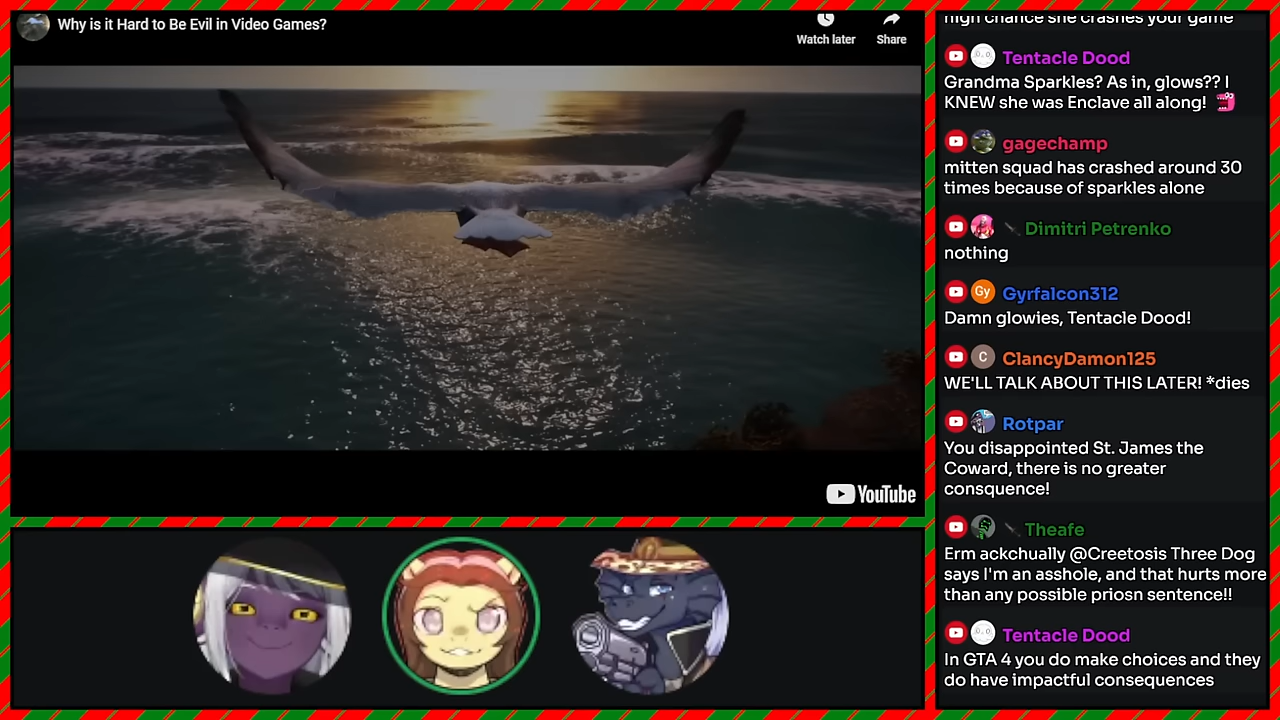 Why is it Hard to Be Evil in Video Games?
Watch later
Share
YouTube
high chance she crashes your game
Tentacle Dood
Grandma Sparkles? As in, glows?? I
KNEW she was Enclave all along!
gagechamp
mitten squad has crashed around 30
times because of sparkles alone
Dimitri Petrenko
nothing
Gy
Gyrfalcon312
Damn glowies, Tentacle Dood!
C
ClancyDamon125
WE'LL TALK ABOUT THIS LATER! *dies
Rotpar
You disappointed St. James the
Coward, there is no greater
consquence!
Theafe
Erm ackchually @Creetosis Three Dog
says I'm an asshole, and that hurts more
than any possible priosn sentence!!
Tentacle Dood
In GTA 4 you do make choices and they
do have impactful consequences